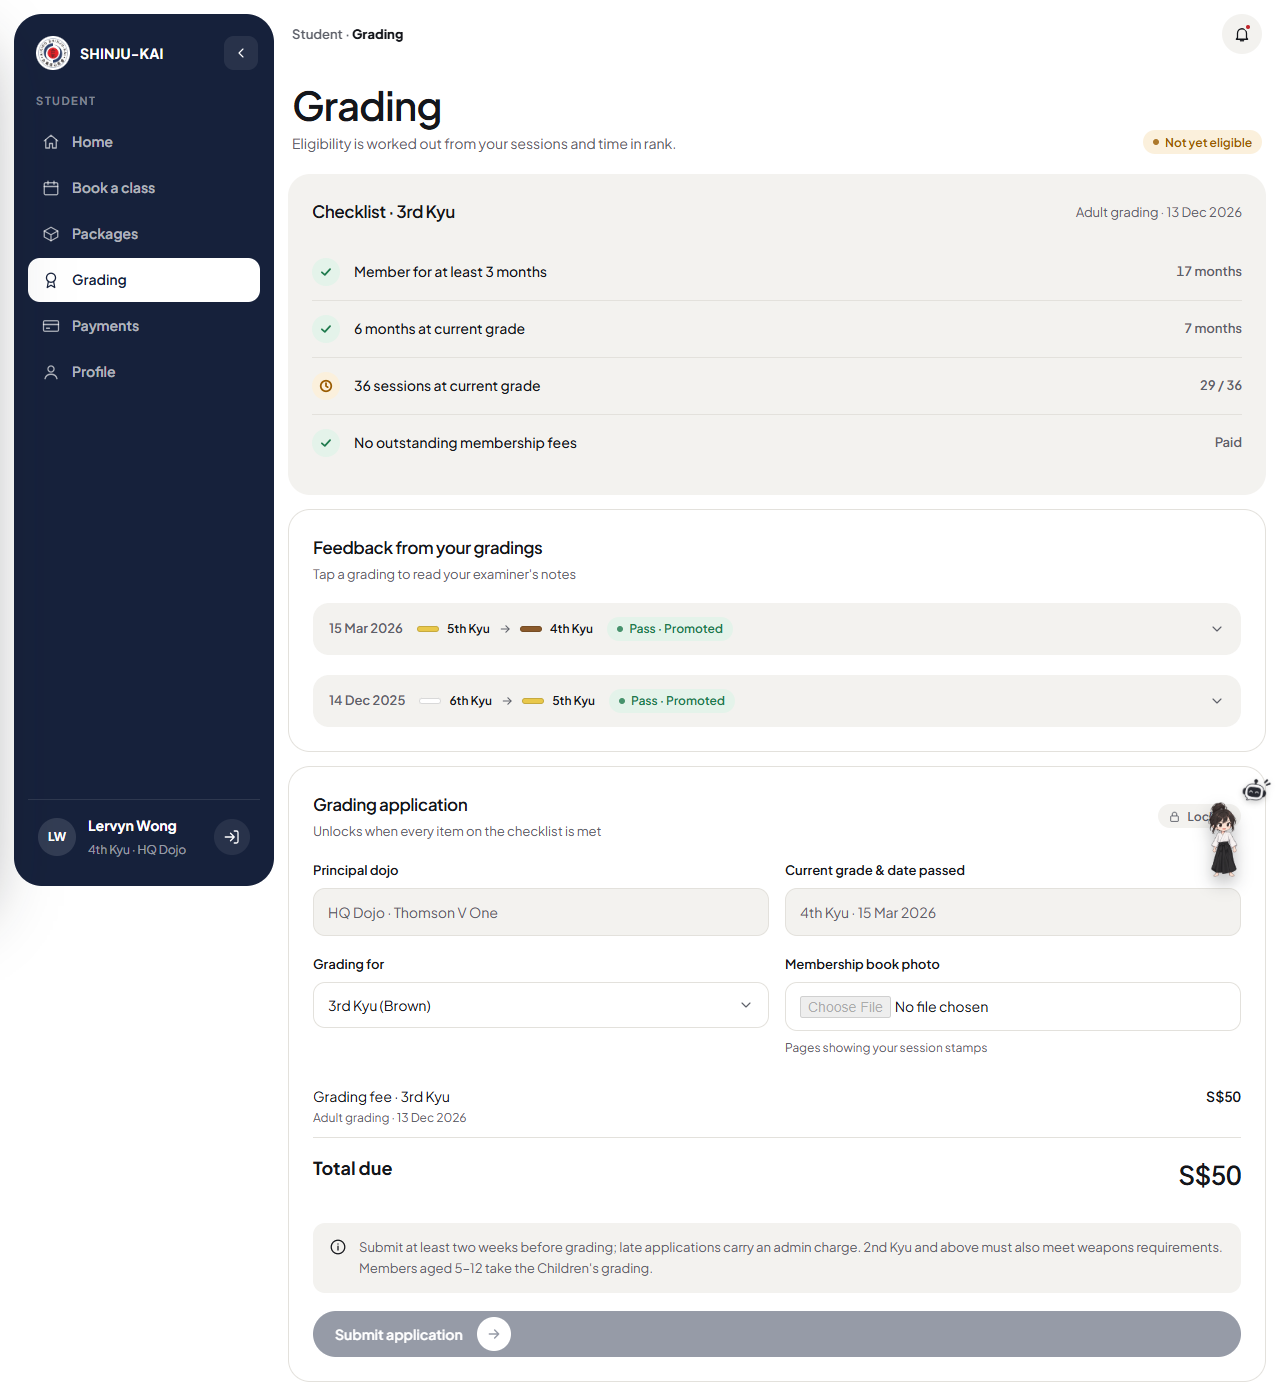 SHINJU-KAI
STUDENT
Home
Book a class
Packages
Grading
Payments
Profile
LW
Lervyn Wong
4th Kyu · HQ Dojo
Student · Grading
Grading
Eligibility is worked out from your sessions and time in rank.
Not yet eligible
Checklist · 3rd Kyu
Adult grading · 13 Dec 2026
Member for at least 3 months
17 months
6 months at current grade
7 months
36 sessions at current grade
29 / 36
No outstanding membership fees
Paid
Feedback from your gradings
Tap a grading to read your examiner's notes
15 Mar 2026 5th Kyu → 4th Kyu Pass · Promoted
14 Dec 2025 6th Kyu → 5th Kyu Pass · Promoted
Grading application
Unlocks when every item on the checklist is met
Principal dojo
HQ Dojo · Thomson V One
Current grade & date passed
4th Kyu · 15 Mar 2026
Grading for
3rd Kyu (Brown)
Membership book photo
Choose File No file chosen
Pages showing your session stamps
Grading fee · 3rd Kyu
S$50
Adult grading · 13 Dec 2026
Total due
S$50
Submit at least two weeks before grading; late applications carry an admin charge. 2nd Kyu and above must also meet weapons requirements.
Members aged 5–12 take the Children's grading.
Submit application